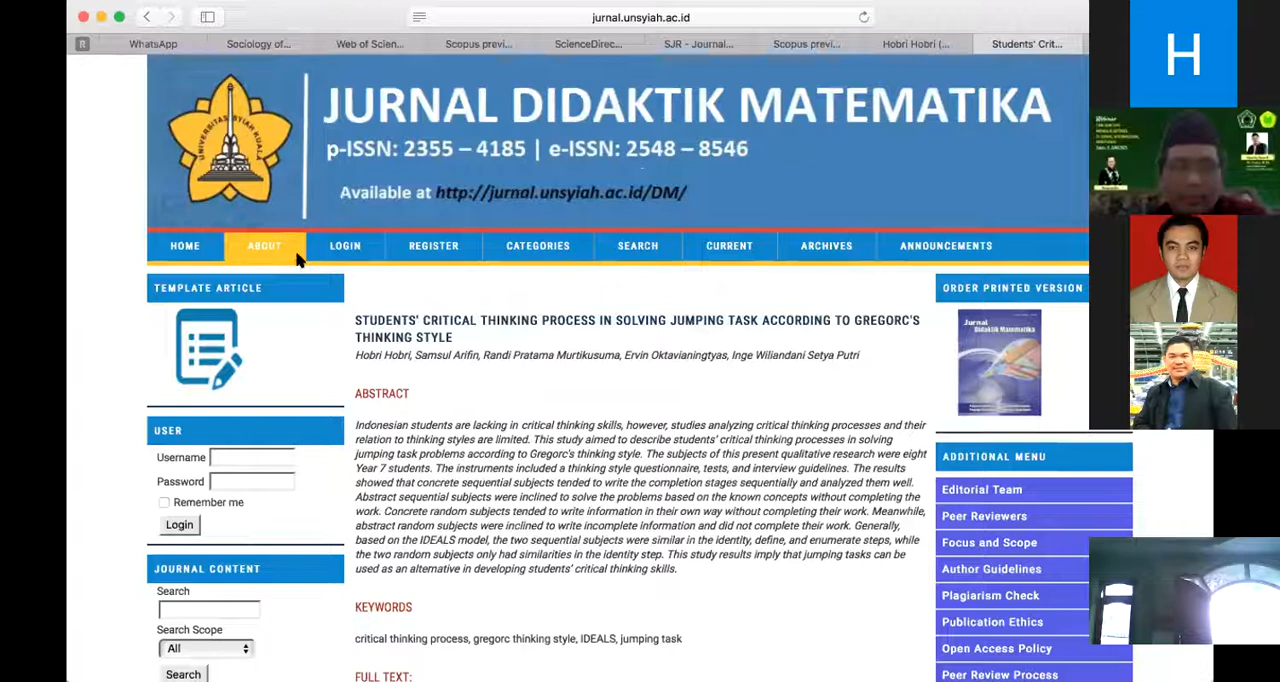 jurnal.unsyiah.ac.id
R
WhatsApp
Sociology of...
Web of Scien...
Scopus previ...
ScienceDirec...
SJR - Journal...
Scopus previ...
Hobri Hobri (...
Students' Crit...
H
UNIVERSITAS SYIAH KUALA
JURNAL DIDAKTIK MATEMATIKA
p-ISSN: 2355 – 4185 | e-ISSN: 2548 – 8546
Available at http://jurnal.unsyiah.ac.id/DM/
HOME
ABOUT
LOGIN
REGISTER
CATEGORIES
SEARCH
CURRENT
ARCHIVES
ANNOUNCEMENTS
TEMPLATE ARTICLE
USER
Username
Password
Remember me
Login
JOURNAL CONTENT
Search
Search Scope
All
Search
STUDENTS' CRITICAL THINKING PROCESS IN SOLVING JUMPING TASK ACCORDING TO GREGORC'S
THINKING STYLE
Hobri Hobri, Samsul Arifin, Randi Pratama Murtikusuma, Ervin Oktavianingtyas, Inge Wiliandani Setya Putri
ABSTRACT
Indonesian students are lacking in critical thinking skills, however, studies analyzing critical thinking processes and their
relation to thinking styles are limited. This study aimed to describe students' critical thinking processes in solving
jumping task problems according to Gregorc's thinking style. The subjects of this present qualitative research were eight
Year 7 students. The instruments included a thinking style questionnaire, tests, and interview guidelines. The results
showed that concrete sequential subjects tended to write the completion stages sequentially and analyzed them well.
Abstract sequential subjects were inclined to solve the problems based on the known concepts without completing the
work. Concrete random subjects tended to write information in their own way without completing their work. Meanwhile,
abstract random subjects were inclined to write incomplete information and did not complete their work. Generally,
based on the IDEALS model, the two sequential subjects were similar in the identity, define, and enumerate steps, while
the two random subjects only had similarities in the identity step. This study results imply that jumping tasks can be
used as an alternative in developing students' critical thinking skills.
KEYWORDS
critical thinking process, gregorc thinking style, IDEALS, jumping task
FULL TEXT:
ORDER PRINTED VERSION
Jurnal
Didaktik Matematika
ADDITIONAL MENU
Editorial Team
Peer Reviewers
Focus and Scope
Author Guidelines
Plagiarism Check
Publication Ethics
Open Access Policy
Peer Review Process